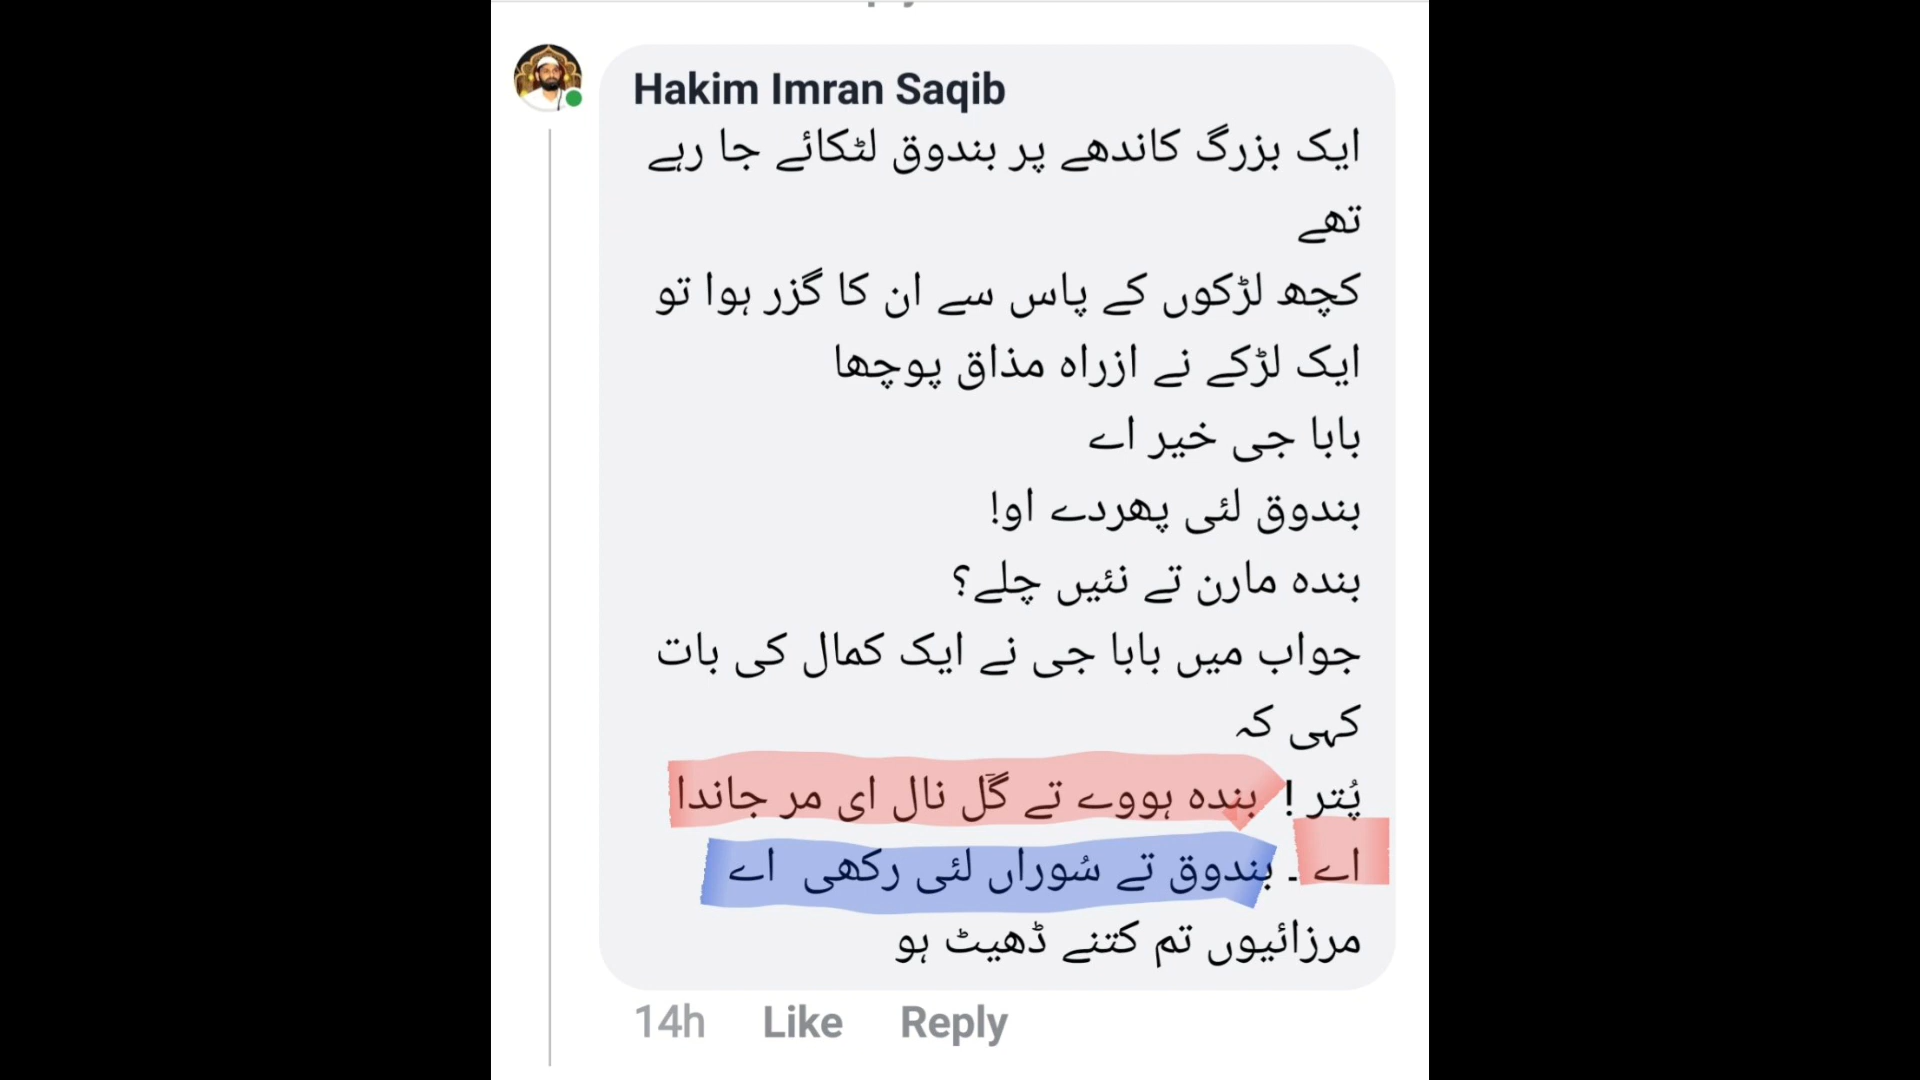 Hakim Imran Saqib
ایک بزرگ کاندھے پر بندوق لٹکائے جا رہے
تھے
کچھ لڑکوں کے پاس سے ان کا گزر ہوا تو
ایک لڑکے نے ازراہ مذاق پوچھا
بابا جی خیر اے
بندوق لئی پھردے او!
بندہ مارن تے نئیں چلے؟
جواب میں بابا جی نے ایک کمال کی بات
کہی کہ
پُتر ! بندہ ہووے تے گَل نال ای مر جاندا
اے ۔ بندوق تے سُوراں لئی رکھی اے
مرزائیوں تم کتنے ڈھیٹ ہو
14h Like Reply